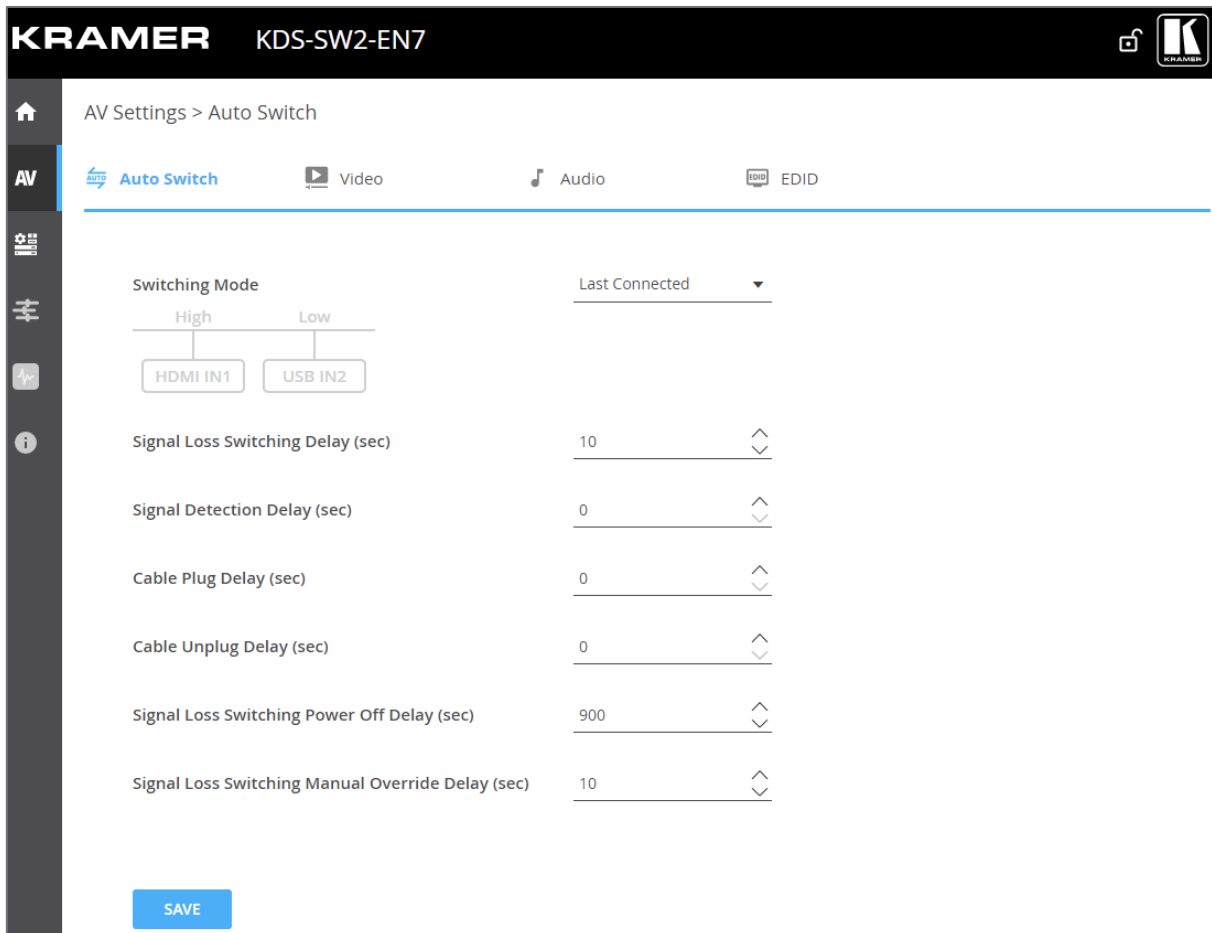 KRAMER KDS-SW2-EN7
KRAMER
AV Settings > Auto Switch
AV
AUTO Auto Switch Video Audio EDID EDID
Switching Mode Last Connected
High Low
HDMI IN1 USB IN2
Signal Loss Switching Delay (sec) 10
Signal Detection Delay (sec) 0
Cable Plug Delay (sec) 0
Cable Unplug Delay (sec) 0
Signal Loss Switching Power Off Delay (sec) 900
Signal Loss Switching Manual Override Delay (sec) 10
SAVE